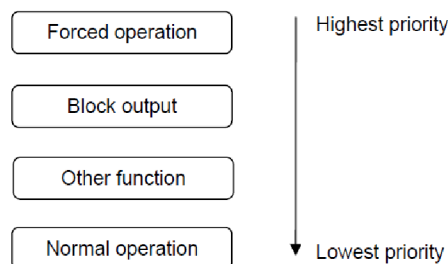 Forced operation
Highest priority
Block output
Other function
Normal operation
Lowest priority